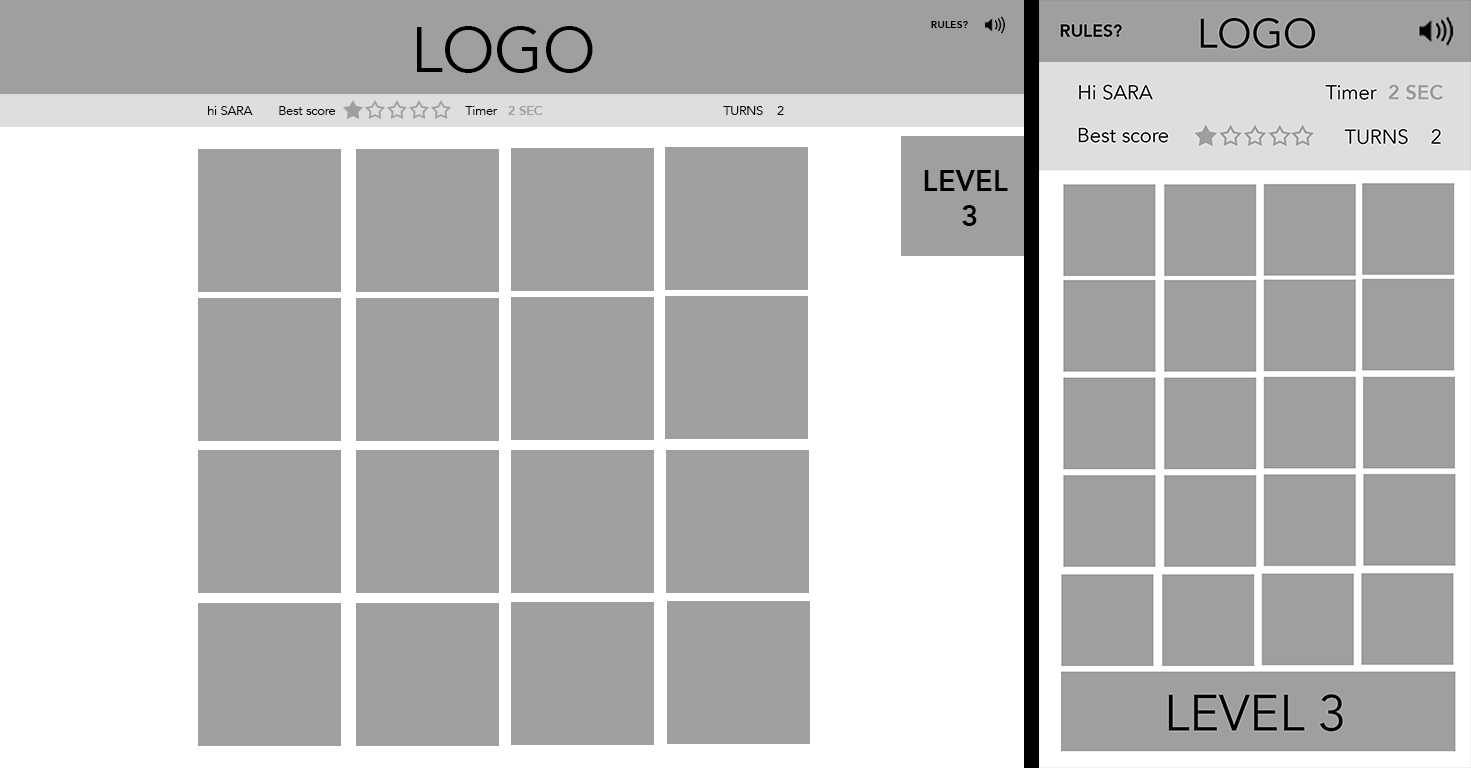 LOGO
RULES?
hi SARA Best score Timer 2 SEC TURNS 2
LEVEL
3
RULES? LOGO
Hi SARA Timer 2 SEC
Best score TURNS 2
LEVEL 3